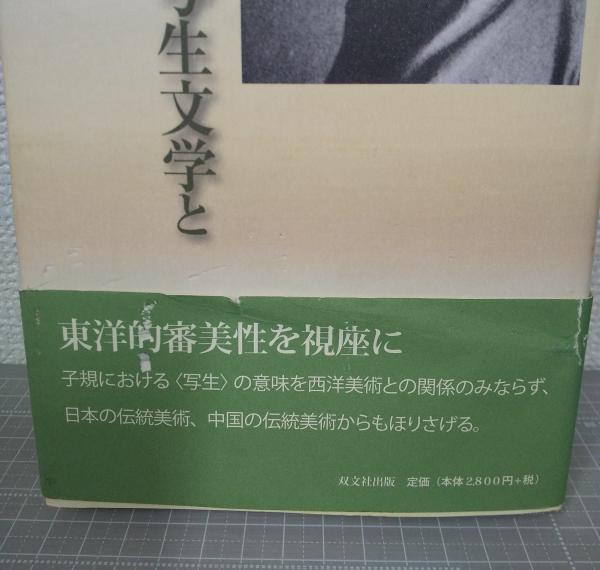 生文学と
東洋的審美性を視座に
子規における〈写生〉の意味を西洋美術との関係のみならず、
日本の伝統美術、中国の伝統美術からもほりさげる。
双文社出版 定価（本体2,800円+税）